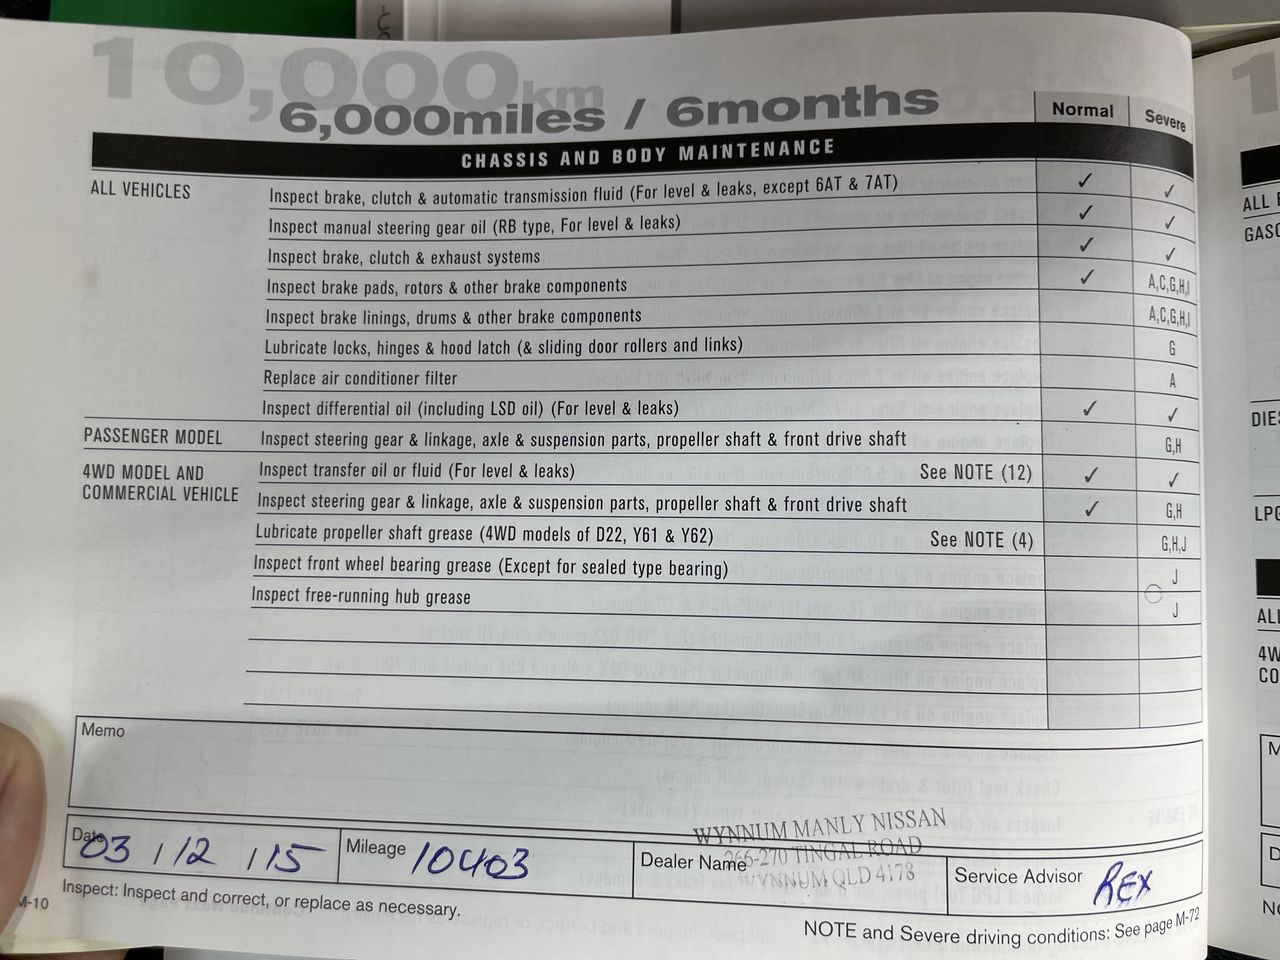 10,000km
6,000miles / 6months
Normal Severe
CHASSIS AND BODY MAINTENANCE
ALL VEHICLES Inspect brake, clutch & automatic transmission fluid (For level & leaks, except 6AT & 7AT) ✓ ✓
Inspect manual steering gear oil (RB type, For level & leaks) ✓ ✓
Inspect brake, clutch & exhaust systems ✓ ✓
Inspect brake pads, rotors & other brake components ✓ A,C,G,H,I
Inspect brake linings, drums & other brake components A,C,G,H,I
Lubricate locks, hinges & hood latch (& sliding door rollers and links) G
Replace air conditioner filter A
Inspect differential oil (including LSD oil) (For level & leaks) ✓ ✓
PASSENGER MODEL Inspect steering gear & linkage, axle & suspension parts, propeller shaft & front drive shaft G,H
4WD MODEL AND Inspect transfer oil or fluid (For level & leaks) See NOTE (12) ✓ ✓
COMMERCIAL VEHICLE Inspect steering gear & linkage, axle & suspension parts, propeller shaft & front drive shaft ✓ G,H
Lubricate propeller shaft grease (4WD models of D22, Y61 & Y62) See NOTE (4) G,H,J
Inspect front wheel bearing grease (Except for sealed type bearing) J
Inspect free-running hub grease J
Memo
Date 03 / 12 / 15 Mileage 10403 Dealer Name Service Advisor REX
WYNNUM MANLY NISSAN
266-270 TINGAL ROAD
WYNNUM QLD 4178
M-10
Inspect: Inspect and correct, or replace as necessary.
NOTE and Severe driving conditions: See page M-72